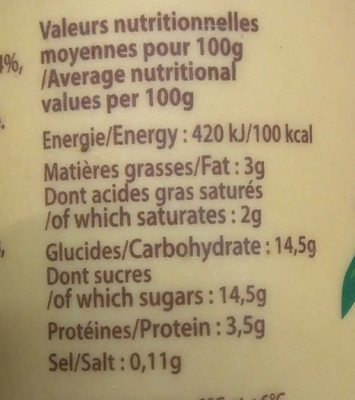 Valeurs nutritionnelles
4%, moyennes pour 100g
/Average nutritional
values per 100g
Energie/Energy : 420 kJ/100 kcal
Matières grasses/Fat : 3g
Dont acides gras saturés
/of which saturates : 2g
Glucides/Carbohydrate : 14,5g
Dont sucres
/of which sugars : 14,5g
Protéines/Protein : 3,5g
Sel/Salt : 0,11g